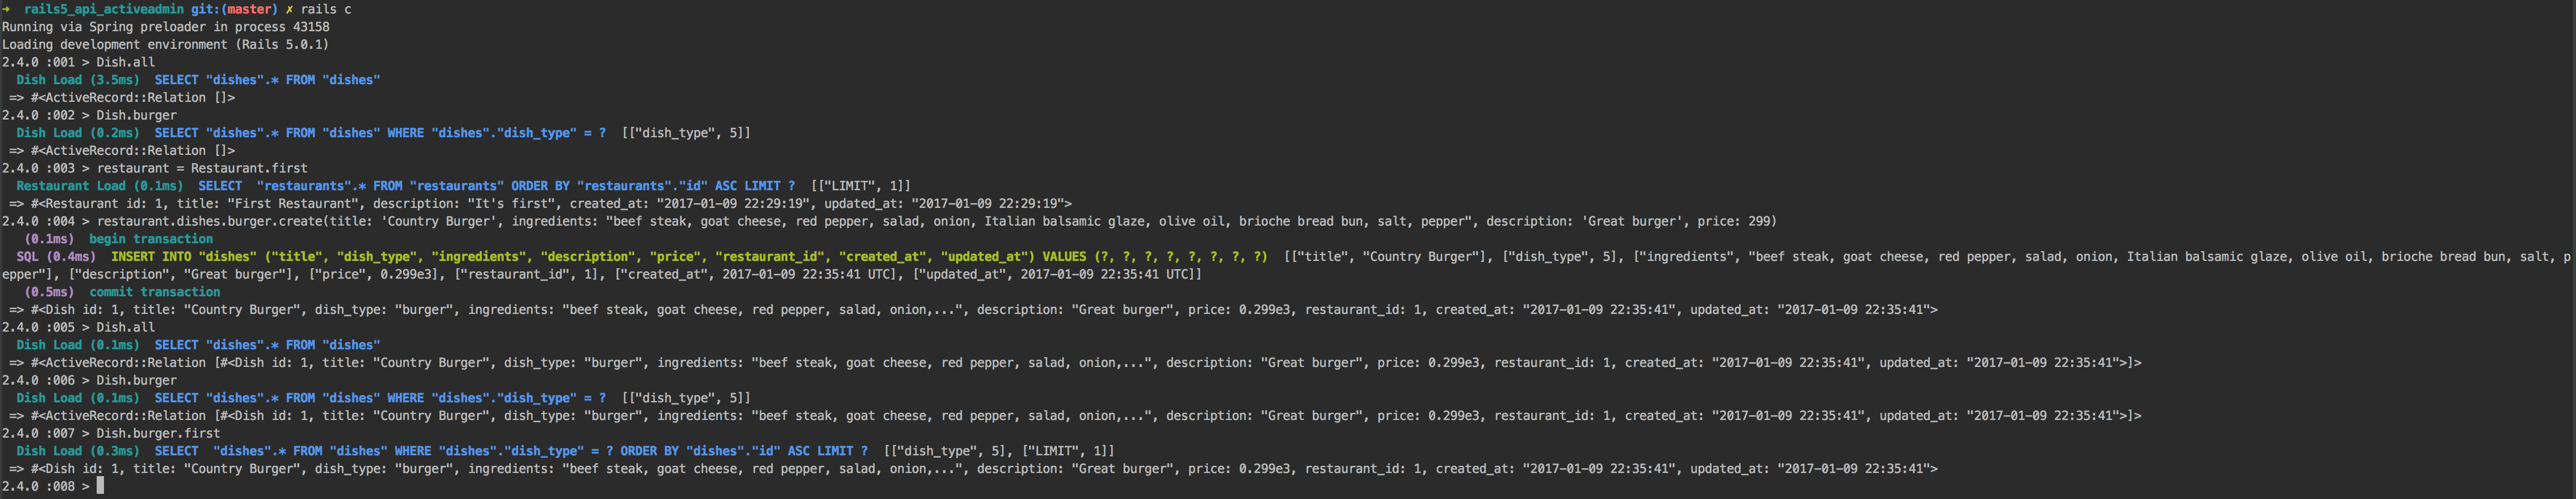 →  rails5_api_activeadmin git:(master) ✗ rails c
Running via Spring preloader in process 43158
Loading development environment (Rails 5.0.1)
2.4.0 :001 > Dish.all
  Dish Load (3.5ms)  SELECT "dishes".* FROM "dishes"
 => #<ActiveRecord::Relation []>
2.4.0 :002 > Dish.burger
  Dish Load (0.2ms)  SELECT "dishes".* FROM "dishes" WHERE "dishes"."dish_type" = ?  [["dish_type", 5]]
 => #<ActiveRecord::Relation []>
2.4.0 :003 > restaurant = Restaurant.first
  Restaurant Load (0.1ms)  SELECT  "restaurants".* FROM "restaurants" ORDER BY "restaurants"."id" ASC LIMIT ?  [["LIMIT", 1]]
 => #<Restaurant id: 1, title: "First Restaurant", description: "It's first", created_at: "2017-01-09 22:29:19", updated_at: "2017-01-09 22:29:19">
2.4.0 :004 > restaurant.dishes.burger.create(title: 'Country Burger', ingredients: "beef steak, goat cheese, red pepper, salad, onion, Italian balsamic glaze, olive oil, brioche bread bun, salt, pepper", description: 'Great burger', price: 299)
   (0.1ms)  begin transaction
  SQL (0.4ms)  INSERT INTO "dishes" ("title", "dish_type", "ingredients", "description", "price", "restaurant_id", "created_at", "updated_at") VALUES (?, ?, ?, ?, ?, ?, ?, ?)  [["title", "Country Burger"], ["dish_type", 5], ["ingredients", "beef steak, goat cheese, red pepper, salad, onion, Italian balsamic glaze, olive oil, brioche bread bun, salt, p
epper"], ["description", "Great burger"], ["price", 0.299e3], ["restaurant_id", 1], ["created_at", 2017-01-09 22:35:41 UTC], ["updated_at", 2017-01-09 22:35:41 UTC]]
   (0.5ms)  commit transaction
 => #<Dish id: 1, title: "Country Burger", dish_type: "burger", ingredients: "beef steak, goat cheese, red pepper, salad, onion,...", description: "Great burger", price: 0.299e3, restaurant_id: 1, created_at: "2017-01-09 22:35:41", updated_at: "2017-01-09 22:35:41">
2.4.0 :005 > Dish.all
  Dish Load (0.1ms)  SELECT "dishes".* FROM "dishes"
 => #<ActiveRecord::Relation [#<Dish id: 1, title: "Country Burger", dish_type: "burger", ingredients: "beef steak, goat cheese, red pepper, salad, onion,...", description: "Great burger", price: 0.299e3, restaurant_id: 1, created_at: "2017-01-09 22:35:41", updated_at: "2017-01-09 22:35:41">]>
2.4.0 :006 > Dish.burger
  Dish Load (0.1ms)  SELECT "dishes".* FROM "dishes" WHERE "dishes"."dish_type" = ?  [["dish_type", 5]]
 => #<ActiveRecord::Relation [#<Dish id: 1, title: "Country Burger", dish_type: "burger", ingredients: "beef steak, goat cheese, red pepper, salad, onion,...", description: "Great burger", price: 0.299e3, restaurant_id: 1, created_at: "2017-01-09 22:35:41", updated_at: "2017-01-09 22:35:41">]>
2.4.0 :007 > Dish.burger.first
  Dish Load (0.3ms)  SELECT  "dishes".* FROM "dishes" WHERE "dishes"."dish_type" = ? ORDER BY "dishes"."id" ASC LIMIT ?  [["dish_type", 5], ["LIMIT", 1]]
 => #<Dish id: 1, title: "Country Burger", dish_type: "burger", ingredients: "beef steak, goat cheese, red pepper, salad, onion,...", description: "Great burger", price: 0.299e3, restaurant_id: 1, created_at: "2017-01-09 22:35:41", updated_at: "2017-01-09 22:35:41">
2.4.0 :008 >